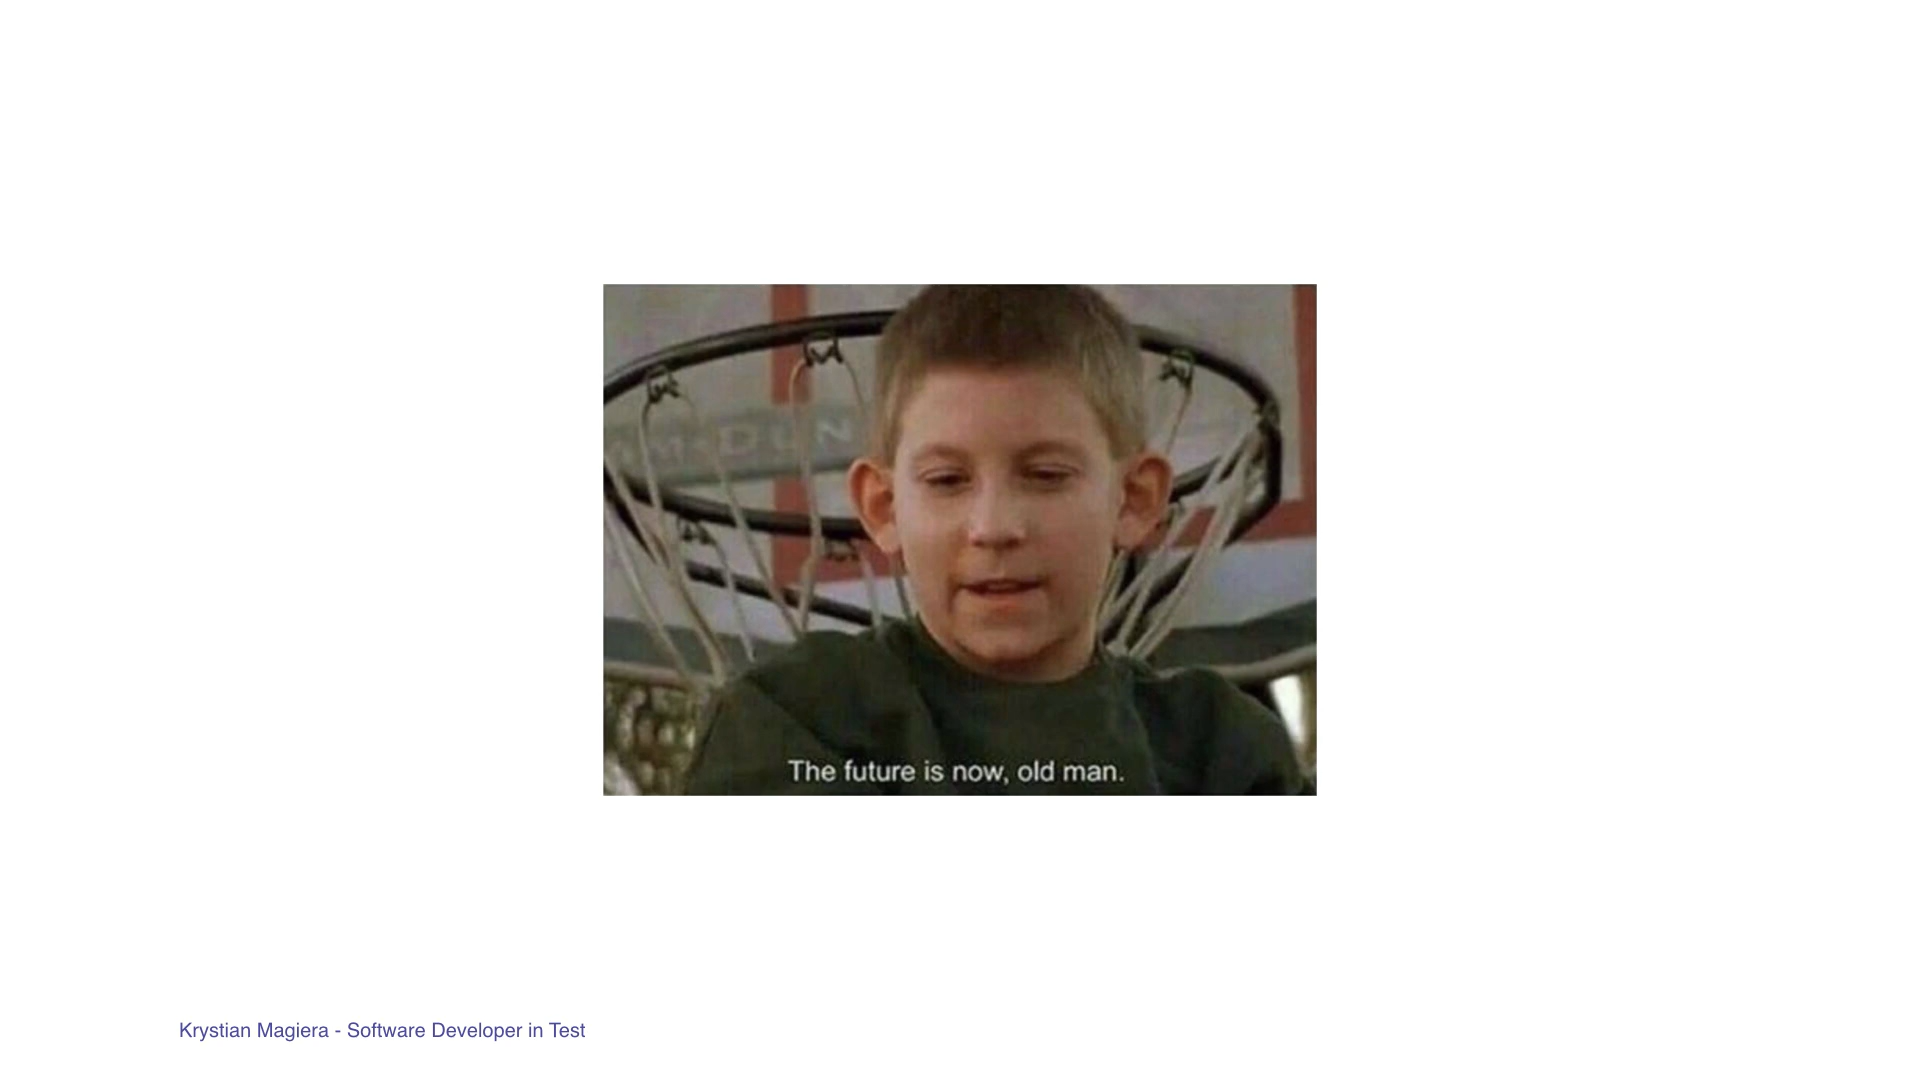 The future is now, old man.
Krystian Magiera - Software Developer in Test